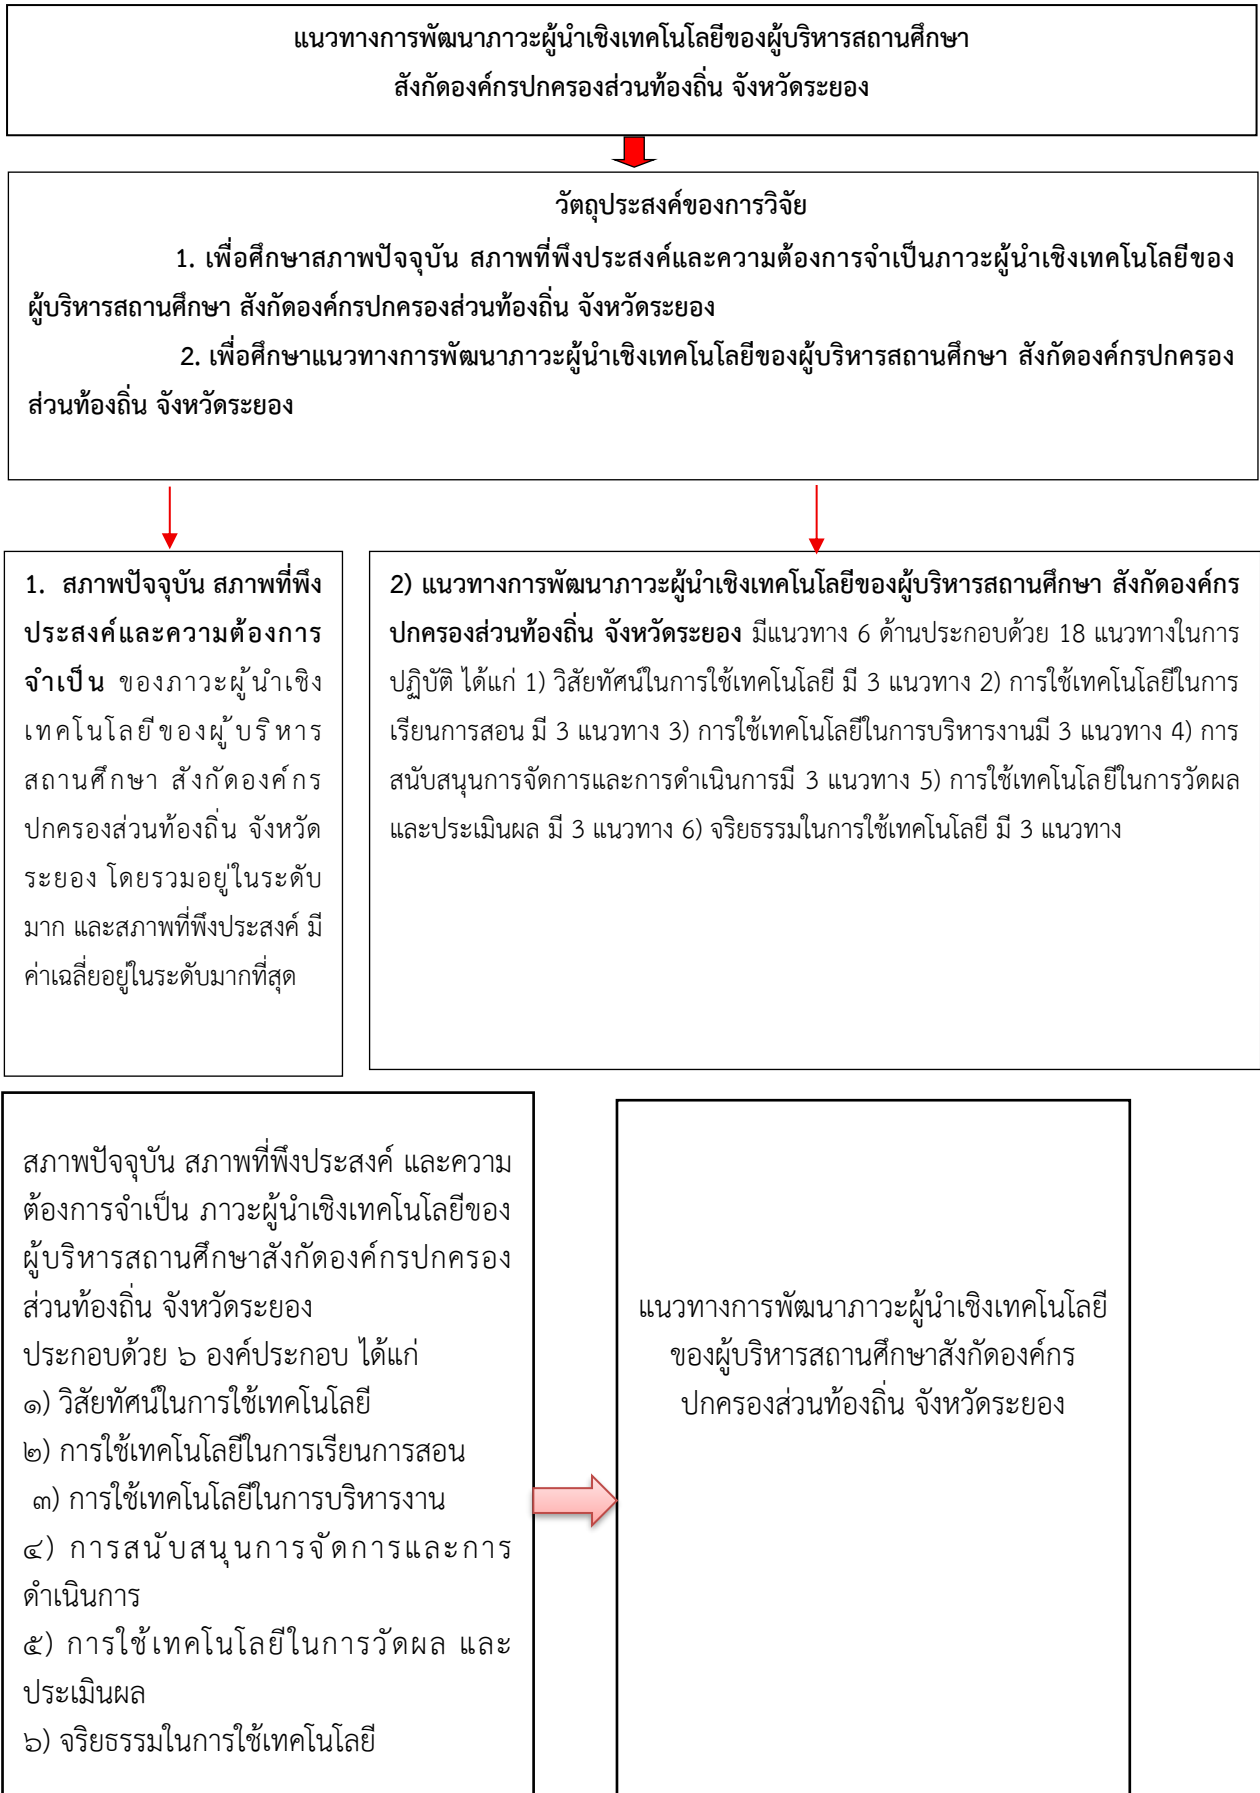 แนวทางการพัฒนาภาวะผู้นำเชิงเทคโนโลยีของผู้บริหารสถานศึกษา
สังกัดองค์กรปกครองส่วนท้องถิ่น จังหวัดระยอง
วัตถุประสงค์ของการวิจัย
1. เพื่อศึกษาสภาพปัจจุบัน สภาพที่พึงประสงค์และความต้องการจำเป็นภาวะผู้นำเชิงเทคโนโลยีของ
ผู้บริหารสถานศึกษา สังกัดองค์กรปกครองส่วนท้องถิ่น จังหวัดระยอง
2. เพื่อศึกษาแนวทางการพัฒนาภาวะผู้นำเชิงเทคโนโลยีของผู้บริหารสถานศึกษา สังกัดองค์กรปกครอง
ส่วนท้องถิ่น จังหวัดระยอง
1. สภาพปัจจุบัน สภาพที่พึง
ประสงค์และความต้องการ
จำเป็น ของภาวะผู้นำเชิง
เทคโนโลยีของผู้บริหาร
สถานศึกษา สังกัดองค์กร
ปกครองส่วนท้องถิ่น จังหวัด
ระยอง โดยรวมอยู่ในระดับ
มาก และสภาพที่พึงประสงค์ มี
ค่าเฉลี่ยอยู่ในระดับมากที่สุด
2) แนวทางการพัฒนาภาวะผู้นำเชิงเทคโนโลยีของผู้บริหารสถานศึกษา สังกัดองค์กร
ปกครองส่วนท้องถิ่น จังหวัดระยอง มีแนวทาง 6 ด้านประกอบด้วย 18 แนวทางในการ
ปฏิบัติ ได้แก่ 1) วิสัยทัศน์ในการใช้เทคโนโลยี มี 3 แนวทาง 2) การใช้เทคโนโลยีในการ
เรียนการสอน มี 3 แนวทาง 3) การใช้เทคโนโลยีในการบริหารงานมี 3 แนวทาง 4) การ
สนับสนุนการจัดการและการดำเนินการมี 3 แนวทาง 5) การใช้เทคโนโลยีในการวัดผล
และประเมินผล มี 3 แนวทาง 6) จริยธรรมในการใช้เทคโนโลยี มี 3 แนวทาง
สภาพปัจจุบัน สภาพที่พึงประสงค์ และความ
ต้องการจำเป็น ภาวะผู้นำเชิงเทคโนโลยีของ
ผู้บริหารสถานศึกษาสังกัดองค์กรปกครอง
ส่วนท้องถิ่น จังหวัดระยอง
ประกอบด้วย ๖ องค์ประกอบ ได้แก่
๑) วิสัยทัศน์ในการใช้เทคโนโลยี
๒) การใช้เทคโนโลยีในการเรียนการสอน
๓) การใช้เทคโนโลยีในการบริหารงาน
๔) การสนับสนุนการจัดการและการ
ดำเนินการ
๕) การใช้เทคโนโลยีในการวัดผล และ
ประเมินผล
๖) จริยธรรมในการใช้เทคโนโลยี
แนวทางการพัฒนาภาวะผู้นำเชิงเทคโนโลยี
ของผู้บริหารสถานศึกษาสังกัดองค์กร
ปกครองส่วนท้องถิ่น จังหวัดระยอง